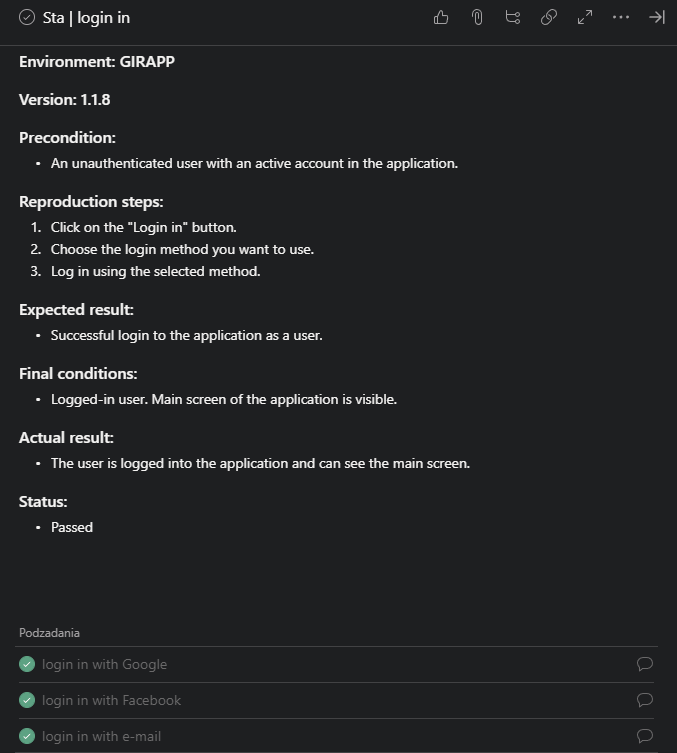 Sta | login in
Environment: GIRAPP
Version: 1.1.8
Precondition:
• An unauthenticated user with an active account in the application.
Reproduction steps:
1. Click on the "Login in" button.
2. Choose the login method you want to use.
3. Log in using the selected method.
Expected result:
• Successful login to the application as a user.
Final conditions:
• Logged-in user. Main screen of the application is visible.
Actual result:
• The user is logged into the application and can see the main screen.
Status:
• Passed
Podzadania
login in with Google
login in with Facebook
login in with e-mail